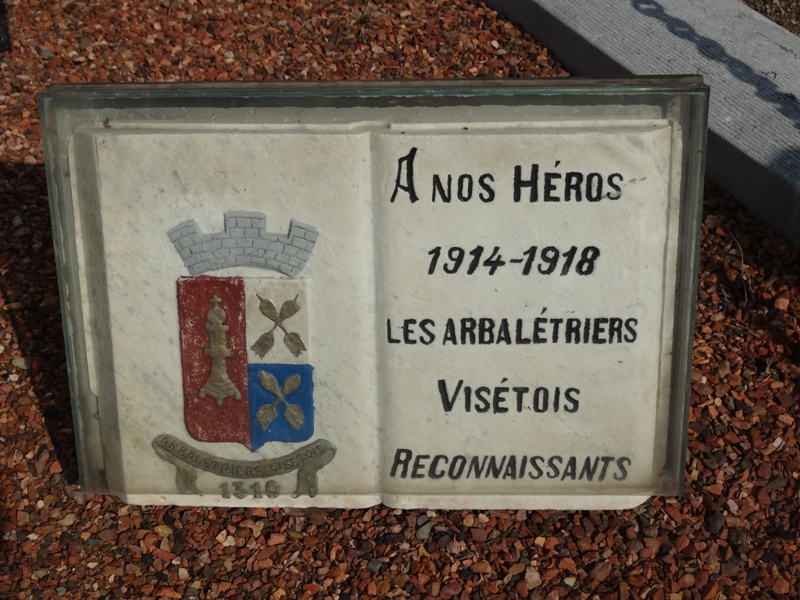 ARBALÉTRIERS VISÉTOIS
1310
A NOS HÉROS
1914-1918
LES ARBALÉTRIERS
VISÉTOIS
RECONNAISSANTS